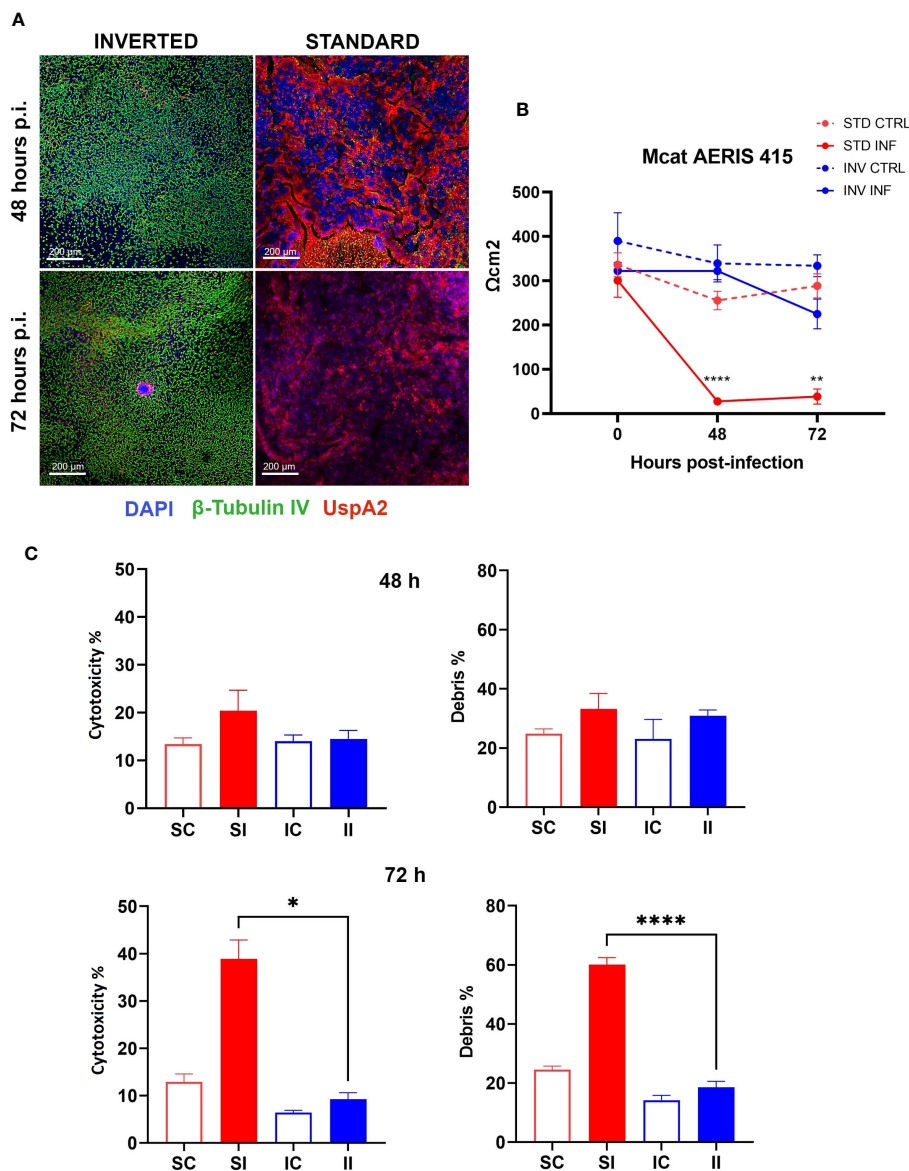 A
INVERTED STANDARD
48 hours p.i.
200 µm 200 µm
72 hours p.i.
200 µm 200 µm
DAPI β-Tubulin IV UspA2
B
STD CTRL
STD INF
INV CTRL
INV INF
Mcat AERIS 415
Ωcm2
500
400
300
200
100
0
**** **
0 48 72
Hours post-infection
C
48 h
Cytotoxicity %
50
40
30
20
10
0
SC SI IC II
Debris %
80
60
40
20
0
SC SI IC II
72 h
Cytotoxicity %
50
40
30
20
10
0
*
SC SI IC II
Debris %
80
60
40
20
0
****
SC SI IC II